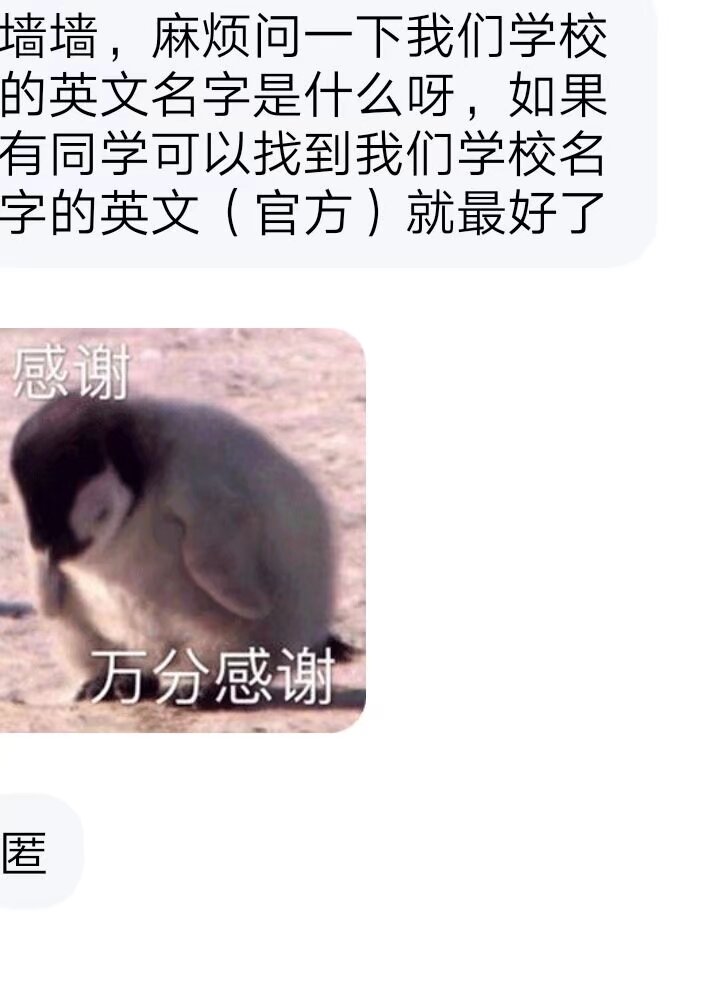 墙墙，麻烦问一下我们学校
的英文名字是什么呀，如果
有同学可以找到我们学校名
字的英文（官方）就最好了
感谢
万分感谢
匿